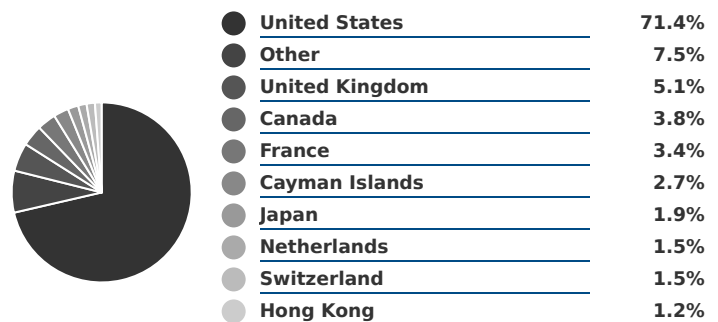 United States 71.4%
Other 7.5%
United Kingdom 5.1%
Canada 3.8%
France 3.4%
Cayman Islands 2.7%
Japan 1.9%
Netherlands 1.5%
Switzerland 1.5%
Hong Kong 1.2%